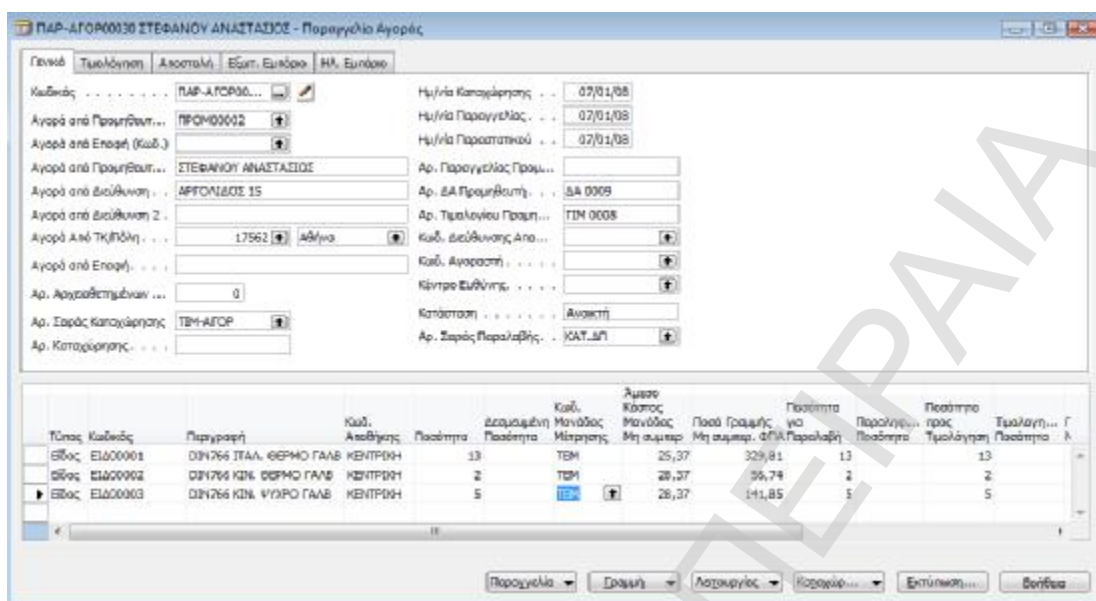 ΠΑΡ-ΑΓΟΡ00030 ΣΤΕΦΑΝΟΥ ΑΝΑΣΤΑΣΙΟΣ - Παραγγελία Αγοράς
Γενικά Τιμολόγηση Αποστολή Εξωτ. Εμπόριο Ηλ. Εμπόριο
Κωδικός ΠΑΡ-ΑΓΟΡ00... Ημ/νία Καταχώρησης 07/01/08
Αγορά από Προμηθευτ... ΠΡΟΜ00002 Ημ/νία Παραγγελίας 07/01/08
Αγορά από Επαφή (Κωδ.) Ημ/νία Παραστατικού 07/01/08
Αγορά από Προμηθευτ... ΣΤΕΦΑΝΟΥ ΑΝΑΣΤΑΣΙΟΣ Αρ. Παραγγελίας Προμ...
Αγορά από Διεύθυνση ΑΡΓΟΛΙΔΟΣ 15 Αρ. ΔΑ Προμηθευτή ΔΑ 0009
Αγορά από Διεύθυνση 2 Αρ. Τιμολογίου Προμη... ΤΙΜ 0008
Αγορά Από ΤΚ/Πόλη 17562 Αθήνα Κωδ. Διεύθυνσης Απο...
Αγορά από Επαφή Κωδ. Αγοραστή
Κέντρο Ευθύνης
Αρ. Αρχειοθετημένων ... 0
Κατάσταση Ανοικτή
Αρ. Σειράς Καταχώρησης ΤΙΜ-ΑΓΟΡ Αρ. Σειράς Παραλαβής ΚΑΤ.ΔΠ
Αρ. Καταχώρησης
Τύπος Κωδικός Περιγραφή Κωδ. Αποθήκης Ποσότητα Δεσμευμένη Ποσότητα Κωδ. Μονάδας Μέτρησης Άμεσο Κόστος Μονάδας Μη συμπερ Ποσό Γραμμής Μη συμπερ. ΦΠΑ Ποσότητα για Παραλαβή Παραληφ... Ποσότητα Ποσότητα προς Τιμολόγηση Τιμολογη... Ποσότητα
Είδος ΕΙΔ00001 DIN766 ΙΤΑΛ. ΘΕΡΜΟ ΓΑΛΒ ΚΕΝΤΡΙΚΗ 13 ΤΕΜ 25,37 329,81 13 13
Είδος ΕΙΔ00002 DIN766 ΚΙΝ. ΘΕΡΜΟ ΓΑΛΒ ΚΕΝΤΡΙΚΗ 2 ΤΕΜ 28,37 56,74 2 2
Είδος ΕΙΔ00003 DIN766 ΚΙΝ. ΨΥΧΡΟ ΓΑΛΒ ΚΕΝΤΡΙΚΗ 5 ΤΕΜ 28,37 141,85 5 5
Παραγγελία Γραμμή Λειτουργίες Καταχώρ... Εκτύπωση... Βοήθεια
ΠΕΙΡΑΙΑ